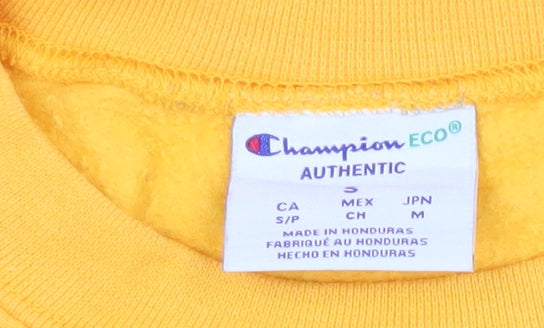 Champion ECO®
AUTHENTIC
S
CA MEX JPN
S/P CH M
MADE IN HONDURAS
FABRIQUÉ AU HONDURAS
HECHO EN HONDURAS